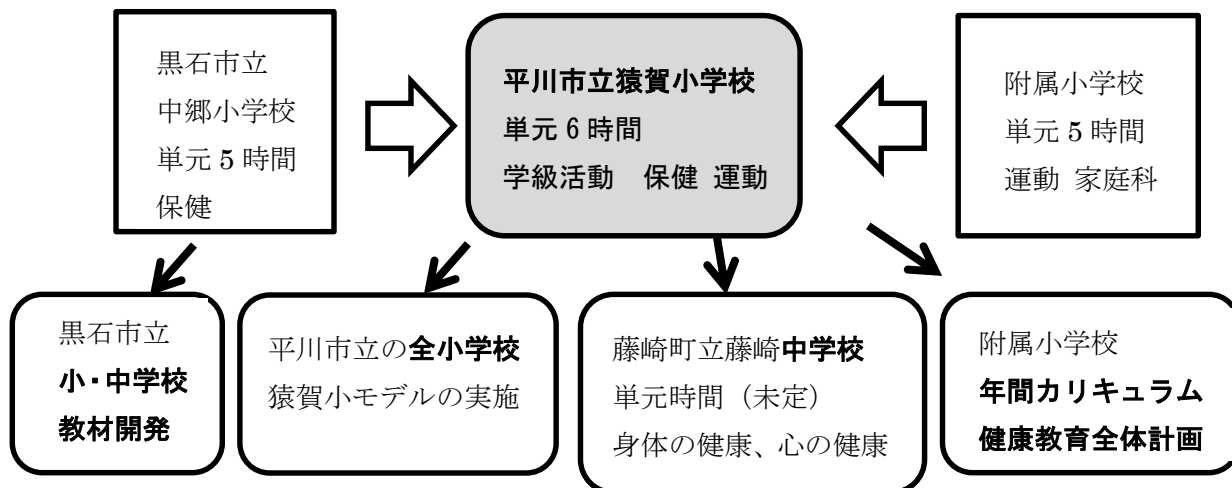 黒石市立
中郷小学校
単元 5 時間
保健
平川市立猿賀小学校
単元 6 時間
学級活動　保健 運動
附属小学校
単元 5 時間
運動 家庭科
黒石市立
小・中学校
教材開発
平川市立の全小学校
猿賀小モデルの実施
藤崎町立藤崎中学校
単元時間（未定）
身体の健康、心の健康
附属小学校
年間カリキュラム
健康教育全体計画